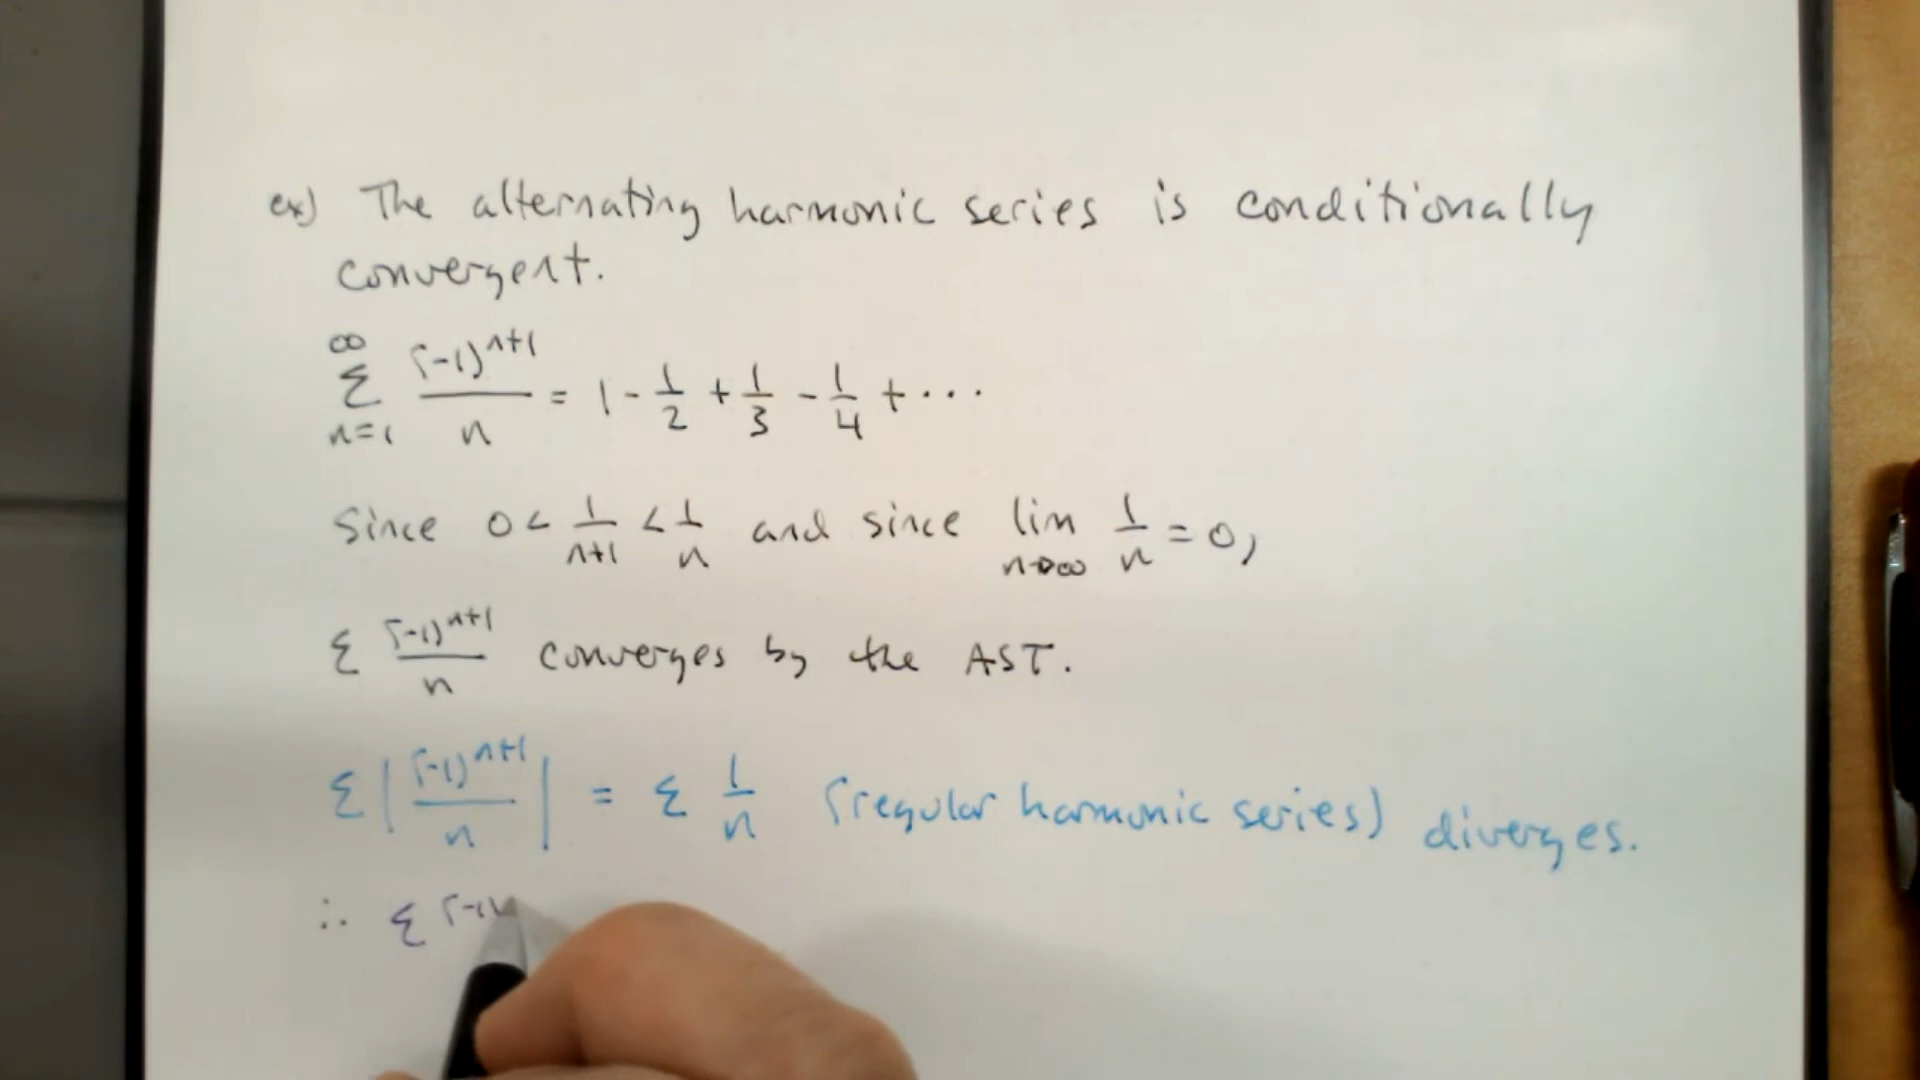 ex) The alternating harmonic series is conditionally
convergent.
∞ Σ n=1 (-1)^{n+1}/n = 1 - 1/2 + 1/3 - 1/4 + ···
Since 0 < 1/(n+1) < 1/n and since lim n→∞ 1/n = 0,
Σ (-1)^{n+1}/n converges by the AST.
Σ |(-1)^{n+1}/n| = Σ 1/n (regular harmonic series) diverges.
∴ Σ (-1)